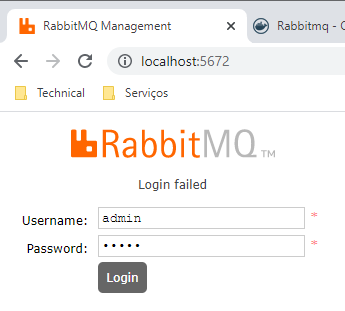 RabbitMQ Management
Rabbitmq - C
localhost:5672
Technical
Serviços
RabbitMQ TM
Login failed
Username: admin *
Password: ••••• *
Login